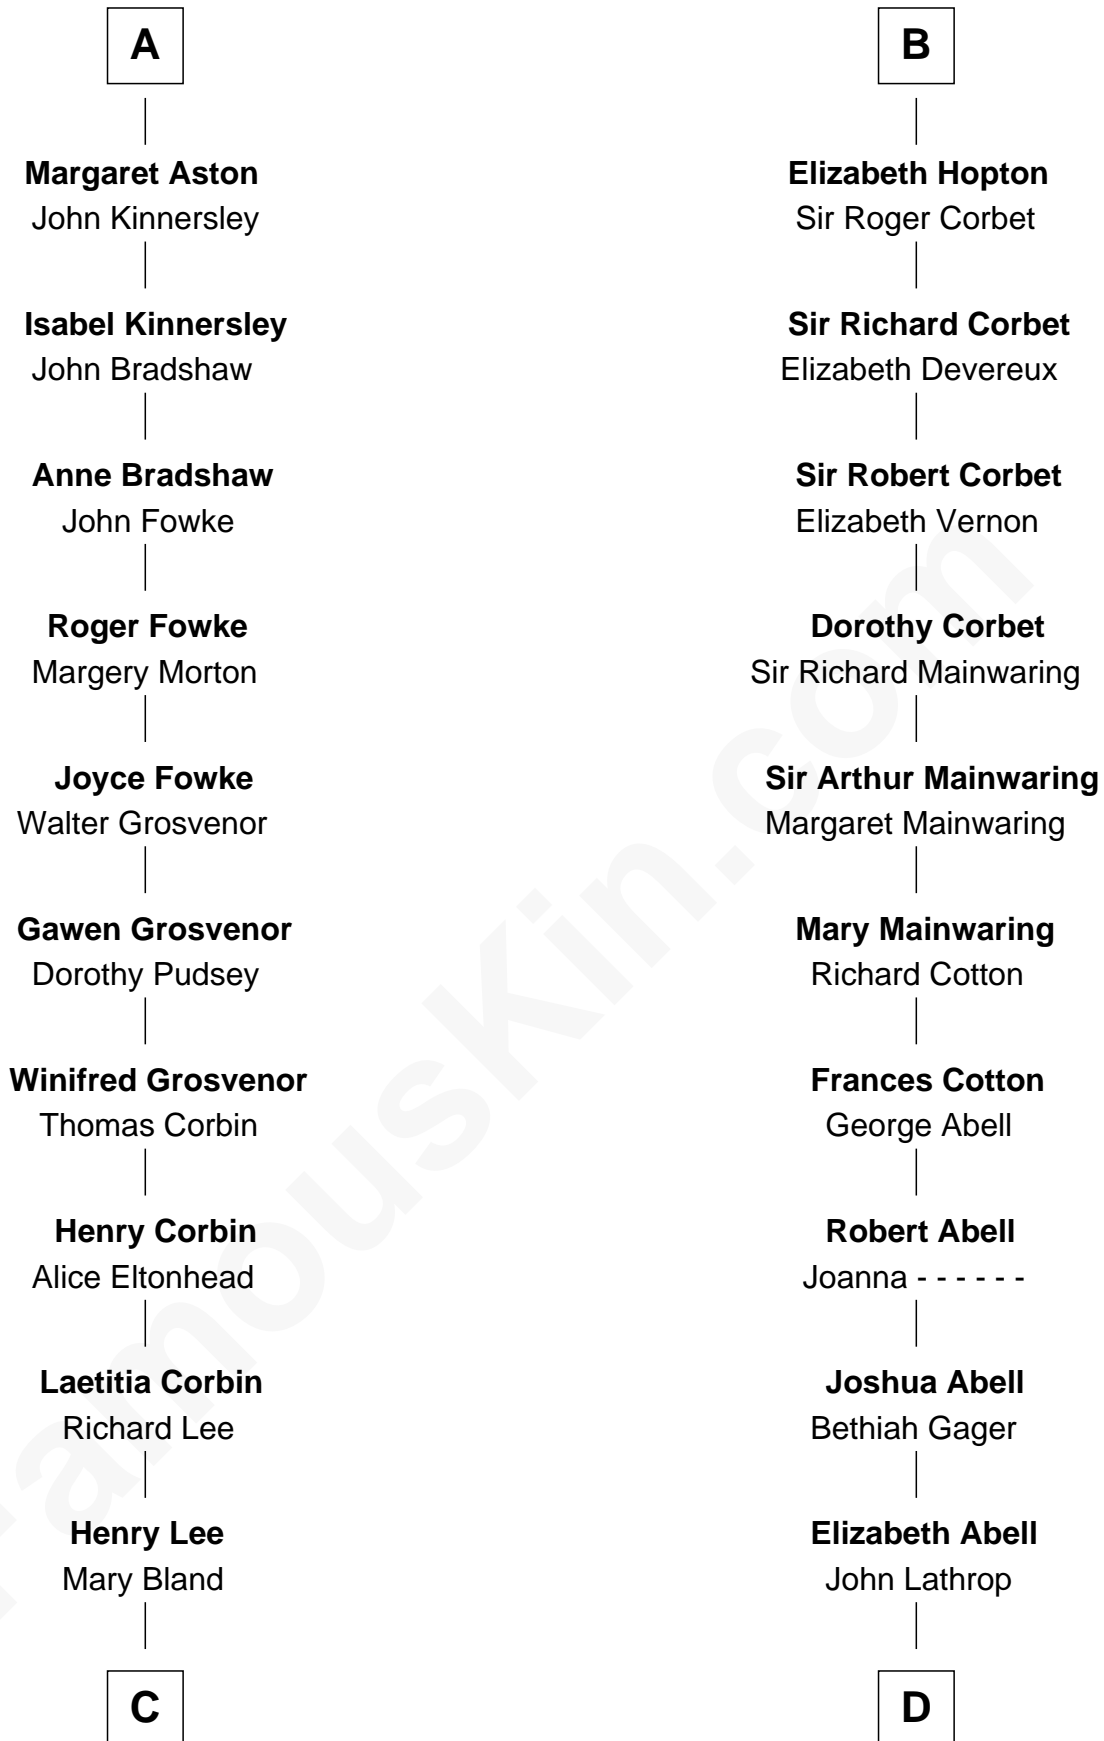 A
Margaret Aston
John Kinnersley
Isabel Kinnersley
John Bradshaw
Anne Bradshaw
John Fowke
Roger Fowke
Margery Morton
Joyce Fowke
Walter Grosvenor
Gawen Grosvenor
Dorothy Pudsey
Winifred Grosvenor
Thomas Corbin
Henry Corbin
Alice Eltonhead
Laetitia Corbin
Richard Lee
Henry Lee
Mary Bland
C
B
Elizabeth Hopton
Sir Roger Corbet
Sir Richard Corbet
Elizabeth Devereux
Sir Robert Corbet
Elizabeth Vernon
Dorothy Corbet
Sir Richard Mainwaring
Sir Arthur Mainwaring
Margaret Mainwaring
Mary Mainwaring
Richard Cotton
Frances Cotton
George Abell
Robert Abell
Joanna - - - - - -
Joshua Abell
Bethiah Gager
Elizabeth Abell
John Lathrop
D
FamousKin.com